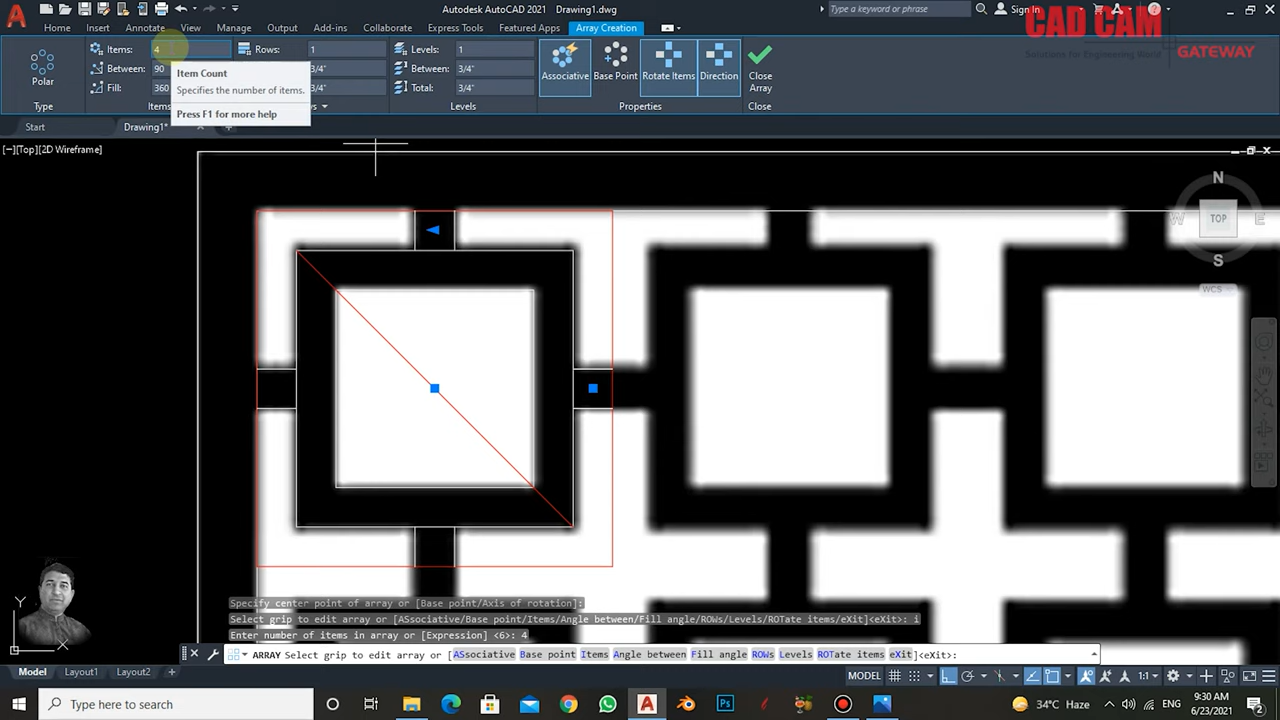 Autodesk AutoCAD 2021 Drawing1.dwg
Type a keyword or phrase
Sign In
CAD CAM
Solutions for Engineering World
GATEWAY
Home Insert Annotate View Manage Output Add-ins Collaborate Express Tools Featured Apps Array Creation
Items: 4
Between: 90
Fill: 360
Rows: 1
3/4"
3/4"
Levels: 1
Between: 3/4"
Total: 3/4"
Polar
Associative Base Point Rotate Items Direction
Close
Array
Type Levels Properties Close
Item Count
Specifies the number of items.
Press F1 for more help
Start Drawing1*
[−][Top][2D Wireframe]
N
W TOP E
S
WCS
Y
X
Specify center point of array or [Base point/Axis of rotation]:
Select grip to edit array or [ASsociative/Base point/Items/Angle between/Fill angle/ROWs/Levels/ROTate items/eXit]<eXit>: i
Enter number of items in array or [Expression] <6>: 4
ARRAY Select grip to edit array or [ASsociative Base point Items Angle between Fill angle ROWs Levels ROTate items eXit]<eXit>:
Model Layout1 Layout2 +
MODEL
1:1
Type here to search
34°C Haze
ENG
9:30 AM
6/23/2021